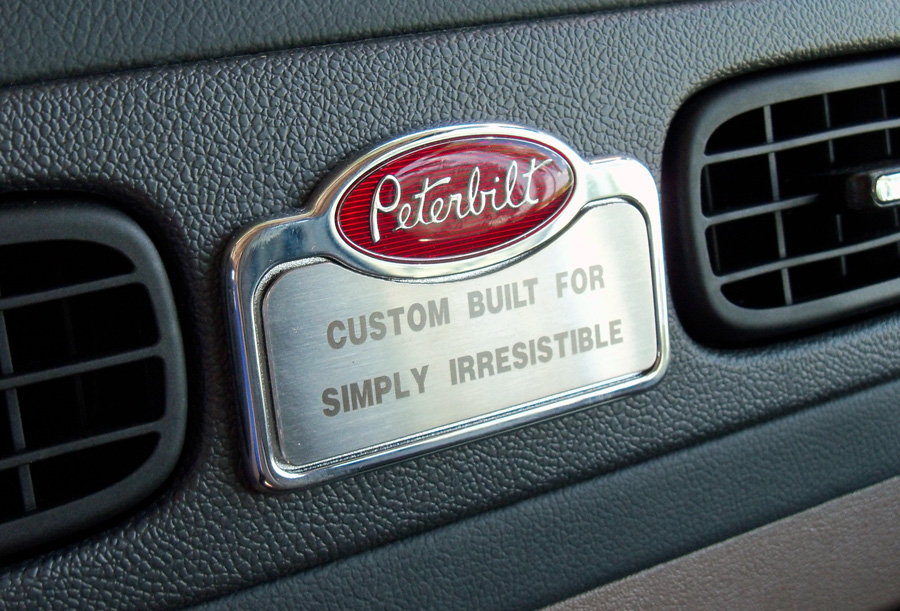 Peterbilt
CUSTOM BUILT FOR
SIMPLY IRRESISTIBLE